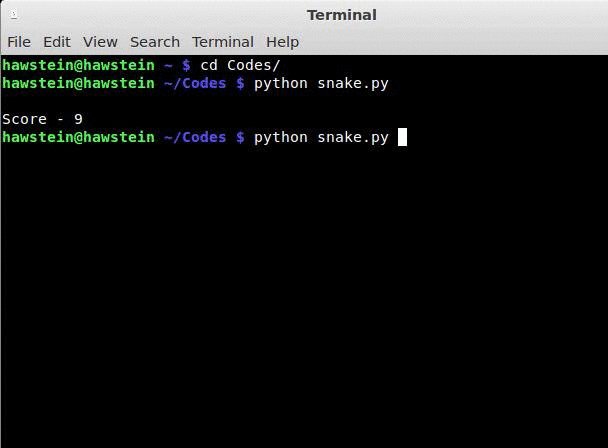 Terminal
File Edit View Search Terminal Help
hawstein@hawstein ~ $ cd Codes/
hawstein@hawstein ~/Codes $ python snake.py
Score - 9
hawstein@hawstein ~/Codes $ python snake.py